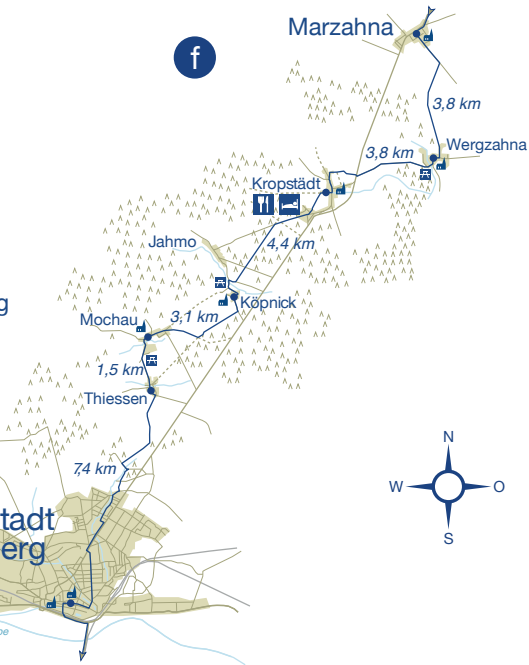 f
Marzahna
3,8 km
Wergzahna
3,8 km
Kropstädt
4,4 km
Jahmo
Köpnick
g
Mochau
3,1 km
1,5 km
Thiessen
7,4 km
N
W
O
S
tadt
erg
be